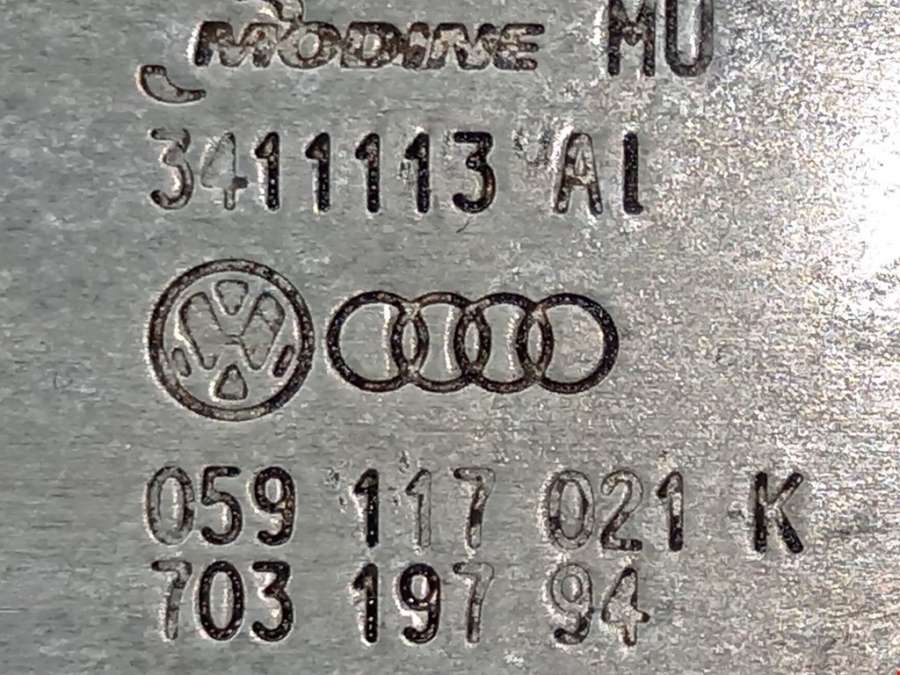 MODINE MU
3411113 AI
059 117 021 K
703 197 94